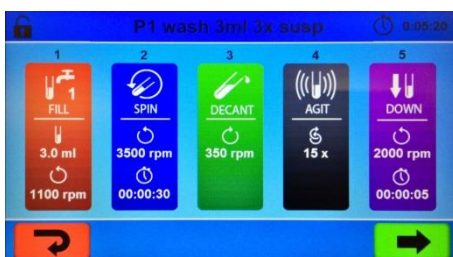 P1 wash 3ml 3x susp
0:05:20
1
2
3
4
5
1
FILL
SPIN
DECANT
AGIT
DOWN
3.0 ml
3500 rpm
350 rpm
15 x
2000 rpm
1100 rpm
00:00:30
00:00:05